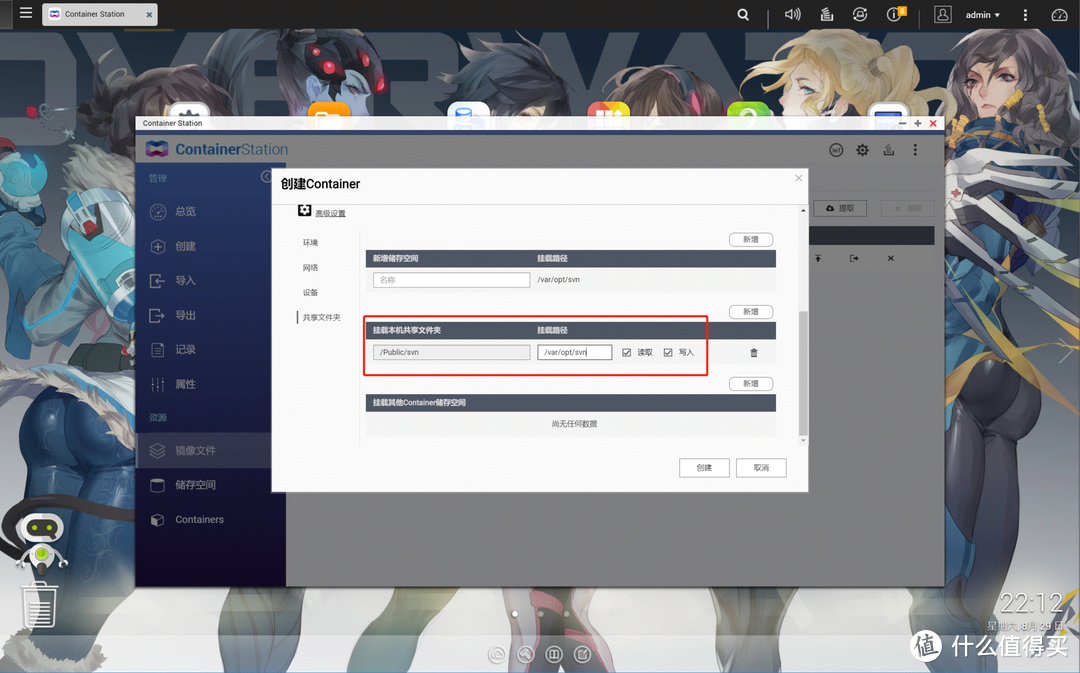 Container Station
8
admin
OVERWATCH
Container Station
ContainerStation
IoT
管理
总览
创建
导入
导出
记录
属性
资源
镜像文件
储存空间
Containers
提取
创建Container
高级设置
环境
网络
设备
共享文件夹
新增
新增储存空间 挂载路径
名称 /var/opt/svn
新增
挂载本机共享文件夹 挂载路径
/Public/svn /var/opt/svn 读取 写入
新增
挂载其他Container储存空间
尚无任何数据
创建 取消
22:12
星期六, 8月 29 日
值 什么值得买